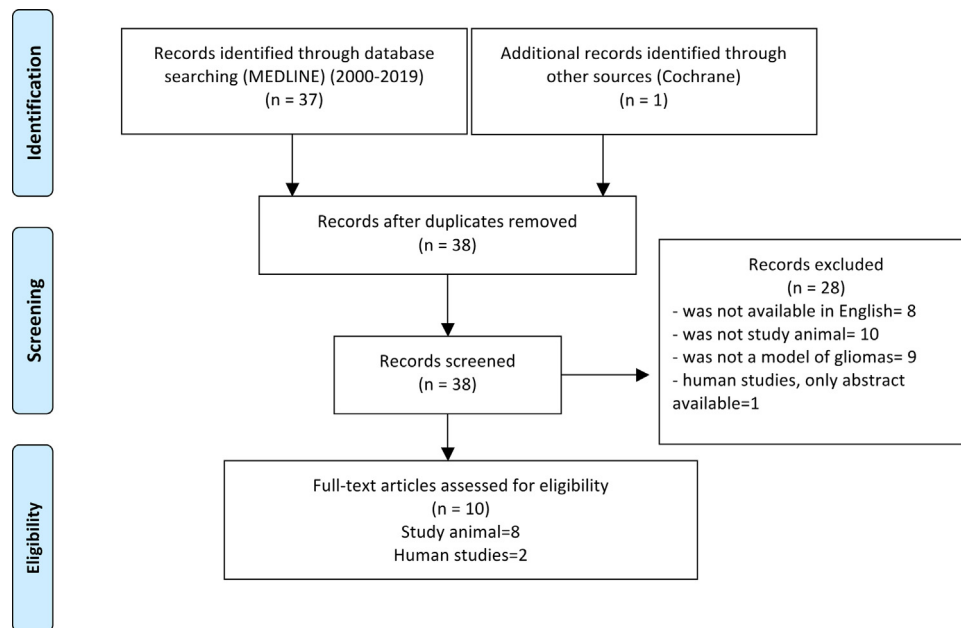 Identification
Records identified through database
searching (MEDLINE) (2000-2019)
(n = 37)
Additional records identified through
other sources (Cochrane)
(n = 1)
Records after duplicates removed
(n = 38)
Screening
Records screened
(n = 38)
Records excluded
(n = 28)
- was not available in English= 8
- was not study animal= 10
- was not a model of gliomas= 9
- human studies, only abstract
available=1
Eligibility
Full-text articles assessed for eligibility
(n = 10)
Study animal=8
Human studies=2